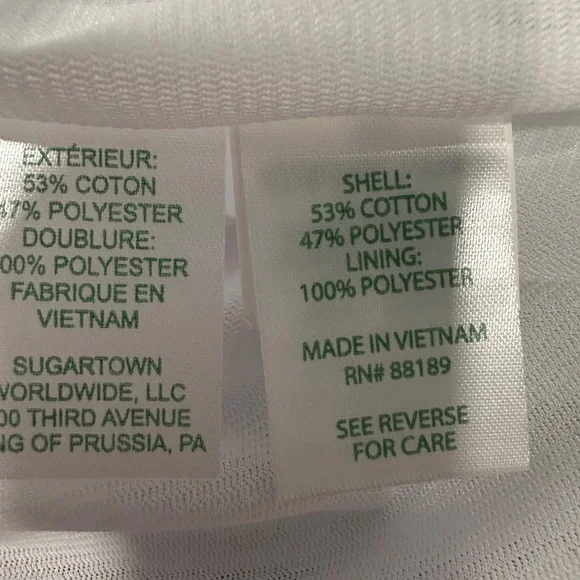 EXTÉRIEUR:
53% COTON
47% POLYESTER
DOUBLURE:
00% POLYESTER
FABRIQUE EN
VIETNAM
SUGARTOWN
WORLDWIDE, LLC
00 THIRD AVENUE
NG OF PRUSSIA, PA
SHELL:
53% COTTON
47% POLYESTER
LINING:
100% POLYESTER
MADE IN VIETNAM
RN# 88189
SEE REVERSE
FOR CARE